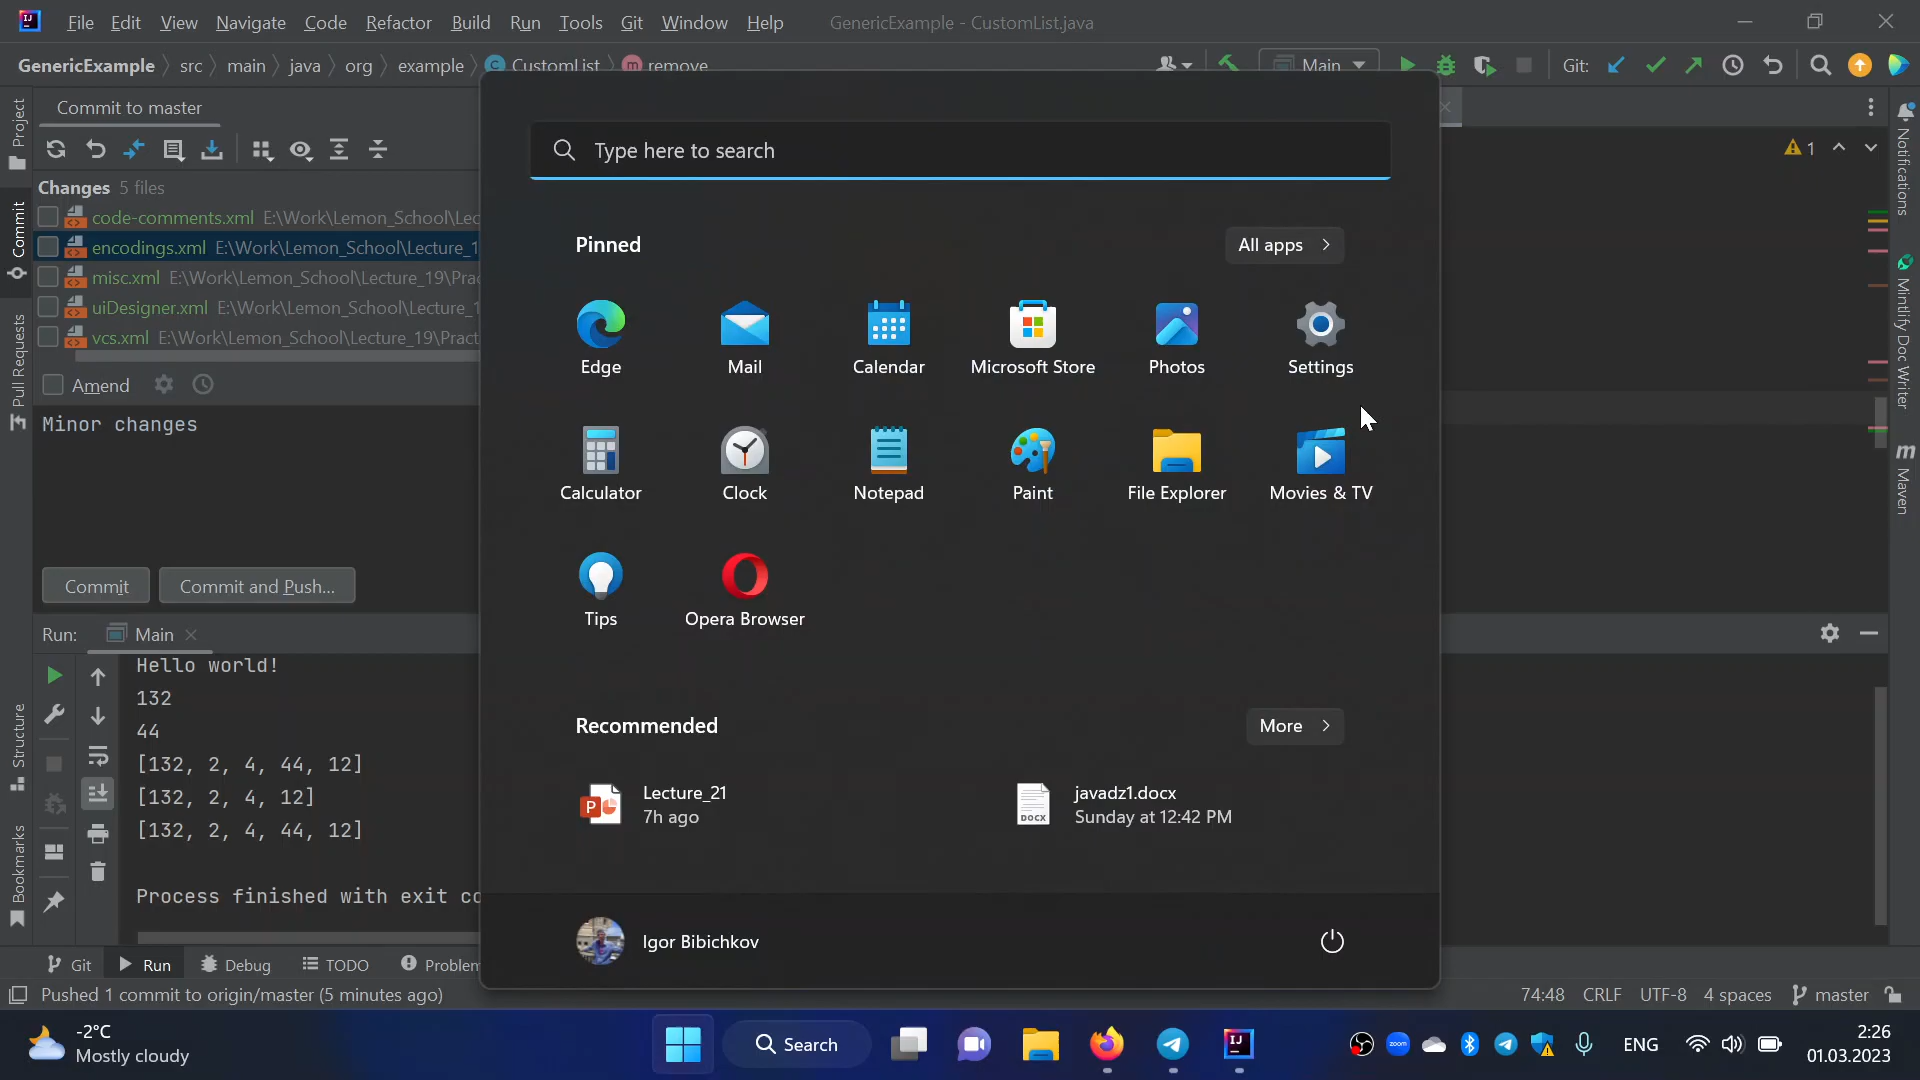 File Edit View Navigate Code Refactor Build Run Tools Git Window Help GenericExample - CustomList.java
GenericExample src main java org example CustomList remove Main Git:
Commit to master
Project
Commit
Pull Requests
Structure
Bookmarks
Changes 5 files
code-comments.xml E:\Work\Lemon_School\Lec
encodings.xml E:\Work\Lemon_School\Lecture_1
misc.xml E:\Work\Lemon_School\Lecture_19\Prac
uiDesigner.xml E:\Work\Lemon_School\Lecture_1
vcs.xml E:\Work\Lemon_School\Lecture_19\Pract
Amend
Minor changes
Commit Commit and Push...
Run: Main
Hello world!
132
44
[132, 2, 4, 44, 12]
[132, 2, 4, 12]
[132, 2, 4, 44, 12]
Process finished with exit co
Type here to search
Pinned All apps
Edge Mail Calendar Microsoft Store Photos Settings
Calculator Clock Notepad Paint File Explorer Movies & TV
Tips Opera Browser
Recommended More
Lecture_21
7h ago
javadz1.docx
Sunday at 12:42 PM
Igor Bibichkov
1
Notifications
Mintlify Doc Writer
Maven
Git Run Debug TODO Problem
Pushed 1 commit to origin/master (5 minutes ago) 74:48 CRLF UTF-8 4 spaces master
-2°C
Mostly cloudy
Search
zoom
ENG
2:26
01.03.2023